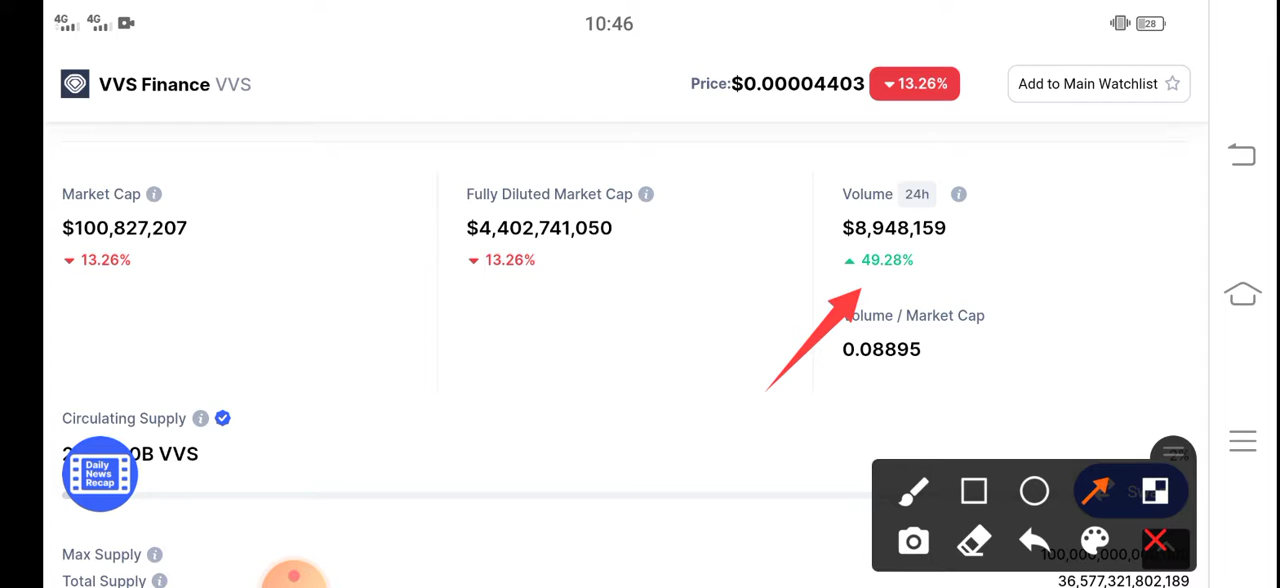 4G 4G 10:46 28
VVS Finance VVS Price:$0.00004403 13.26% Add to Main Watchlist
Market Cap Fully Diluted Market Cap Volume 24h
$100,827,207 $4,402,741,050 $8,948,159
13.26% 13.26% 49.28%
Volume / Market Cap
0.08895
Circulating Supply
0B VVS
Daily
News
Recap
Max Supply
Total Supply 36,577,321,802,189